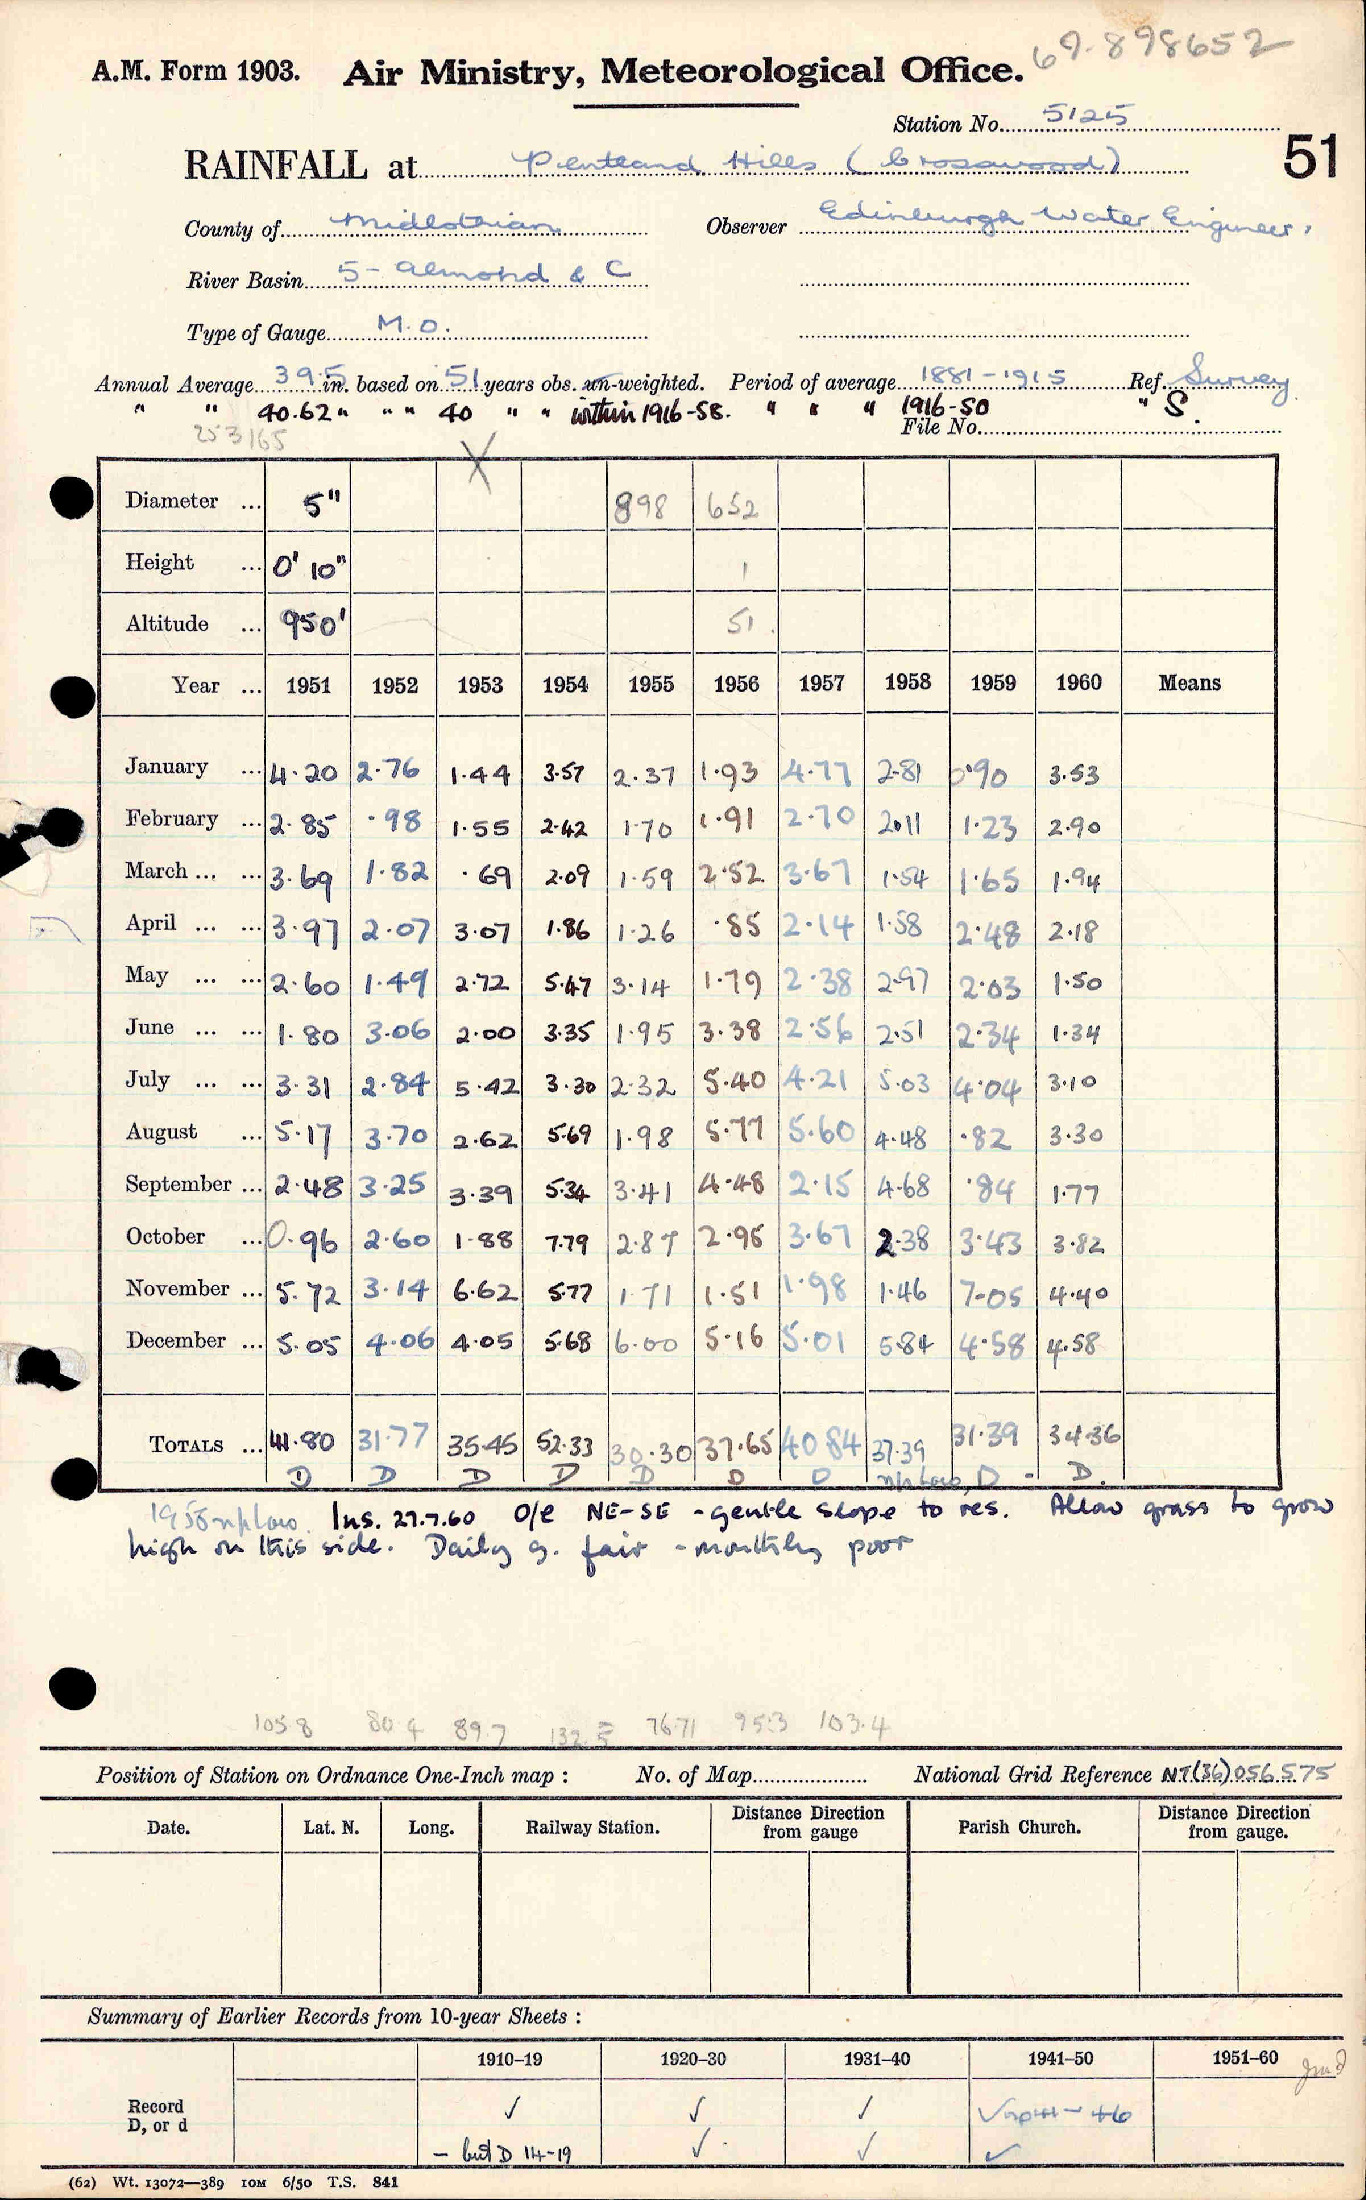 69.898652
A.M. Form 1903. Air Ministry, Meteorological Office.
Station No. 5125
51
RAINFALL at Pentland Hills (Crosswood)
County of Midlothian Observer Edinburgh Water Engineer.
River Basin 5 - Almond & C
Type of Gauge M.O.
Annual Average 39.5 in. based on 51 years obs. un-weighted. Period of average 1881-1915 Ref. Survey
" " 40.62 " " " 40 " " within 1916-58. " " " 1916-50 " S.
253165 File No.
Diameter ... 5" 898 652
Height ... 0' 10" 1
Altitude ... 950' 51
Year ... 1951 1952 1953 1954 1955 1956 1957 1958 1959 1960 Means
January ... 4.20 2.76 1.44 3.57 2.37 1.93 4.77 2.81 0.90 3.53
February ... 2.85 .98 1.55 2.42 1.70 1.91 2.70 2.11 1.23 2.90
March ... ... 3.69 1.82 .69 2.09 1.59 2.52 3.67 1.54 1.65 1.94
April ... ... 3.97 2.07 3.07 1.86 1.26 .85 2.14 1.58 2.48 2.18
May ... ... 2.60 1.49 2.72 5.47 3.14 1.79 2.38 2.97 2.03 1.50
June ... ... 1.80 3.06 2.00 3.35 1.95 3.38 2.56 2.51 2.34 1.34
July ... ... 3.31 2.84 5.42 3.30 2.32 5.40 4.21 5.03 4.04 3.10
August ... 5.17 3.70 2.62 5.69 1.98 5.77 5.60 4.48 .82 3.30
September ... 2.48 3.25 3.39 5.34 3.41 4.48 2.15 4.68 .84 1.77
October ... 0.96 2.60 1.88 7.79 2.87 2.95 3.67 2.38 3.43 3.82
November ... 5.72 3.14 6.62 5.77 1.71 1.51 1.98 1.46 7.05 4.40
December ... 5.05 4.06 4.05 5.68 6.00 5.16 5.01 5.84 4.58 4.58
TOTALS ... 41.80 31.77 35.45 52.33 30.30 37.65 40.84 37.39 31.39 34.36
D D D D D D D n/p low, D - D.
1958 n/p low. Ins. 27.7.60 O/e NE-SE - gentle slope to res. Allow grass to grow
high on this side. Daily g. fair - monthly poor
105.8 80.4 89.7 132.5 76.71 95.3 103.4
Position of Station on Ordnance One-Inch map : No. of Map National Grid Reference NT(36)056575
Date. Lat. N. Long. Railway Station. Distance Direction from gauge Parish Church. Distance Direction from gauge.
Summary of Earlier Records from 10-year Sheets :
1910-19 1920-30 1931-40 1941-50 1951-60
Record ✓ ✓ ✓ ✓
D, or d - but D 14-19 ✓ ✓ ✓
(62) Wt. 13072—389 10M 6/50 T.S. 841